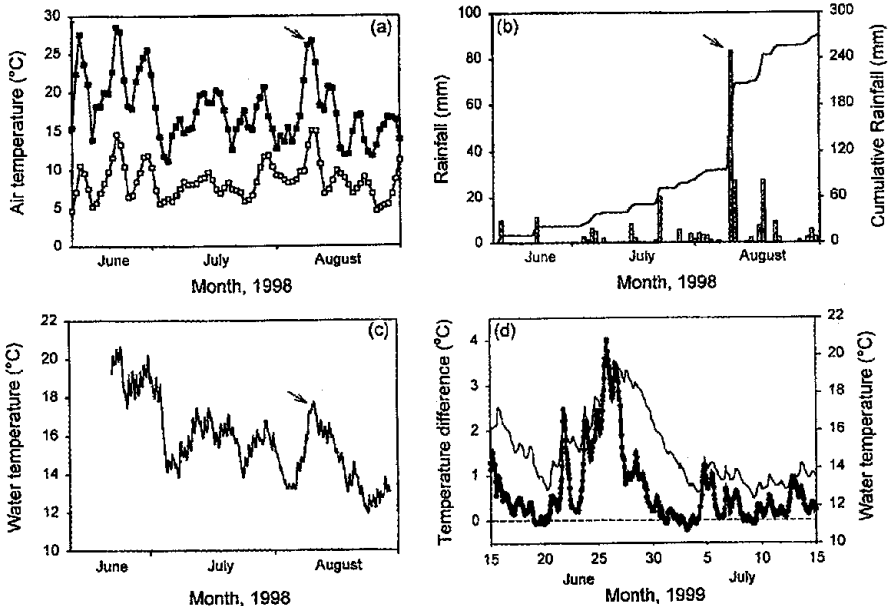 (a)
Air temperature (°C)
30
25
20
15
10
5
0
June July August
Month, 1998
(b)
Rainfall (mm)
100
80
60
40
20
0
Cumulative Rainfall (mm)
300
240
180
120
60
0
June July August
Month, 1998
(c)
Water temperature (°C)
22
20
18
16
14
12
10
June July August
Month, 1998
(d)
Temperature difference (°C)
4
3
2
1
0
Water temperature (°C)
22
20
18
16
14
12
10
15 20 25 30 5 10 15
June July
Month, 1999